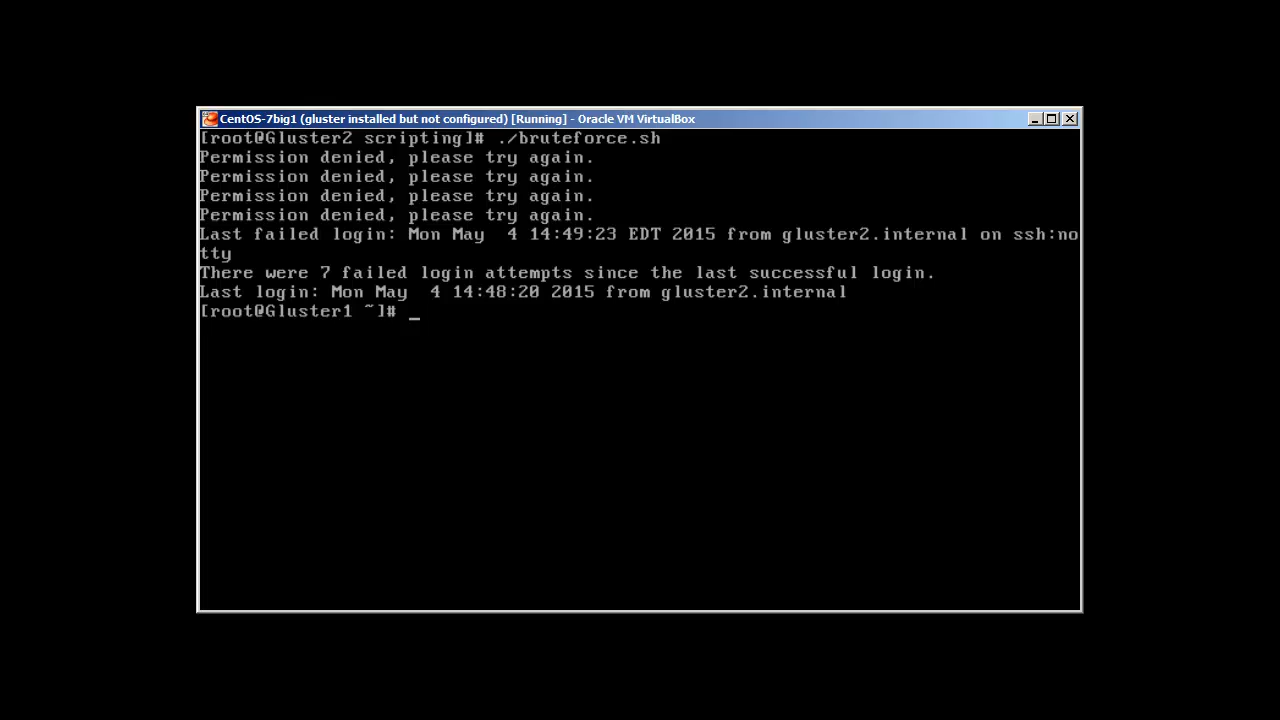 CentOS-7big1 (gluster installed but not configured) [Running] - Oracle VM VirtualBox
[root@Gluster2 scripting]# ./bruteforce.sh
Permission denied, please try again.
Permission denied, please try again.
Permission denied, please try again.
Permission denied, please try again.
Last failed login: Mon May  4 14:49:23 EDT 2015 from gluster2.internal on ssh:no
tty
There were 7 failed login attempts since the last successful login.
Last login: Mon May  4 14:48:20 2015 from gluster2.internal
[root@Gluster1 ~]# _